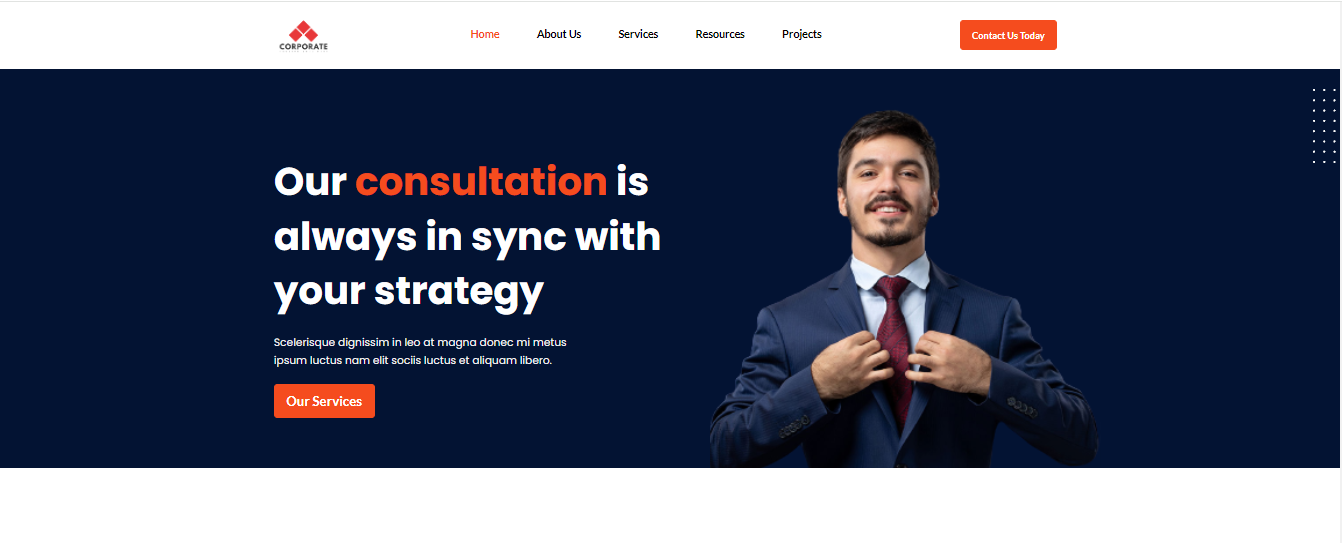 CORPORATE
Home About Us Services Resources Projects
Contact Us Today
Our consultation is
always in sync with
your strategy
Scelerisque dignissim in leo at magna donec mi metus
ipsum luctus nam elit sociis luctus et aliquam libero.
Our Services